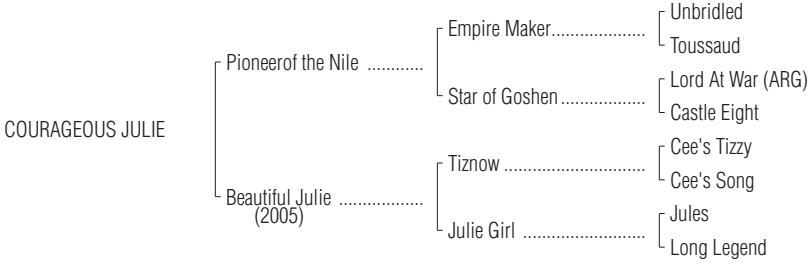 Unbridled
Empire Maker.....................
Toussaud
Pioneerof the Nile ............
Lord At War (ARG)
Star of Goshen...................
Castle Eight
COURAGEOUS JULIE
Cee's Tizzy
Tiznow ...............................
Cee's Song
Beautiful Julie ..................
(2005)
Jules
Julie Girl ...........................
Long Legend